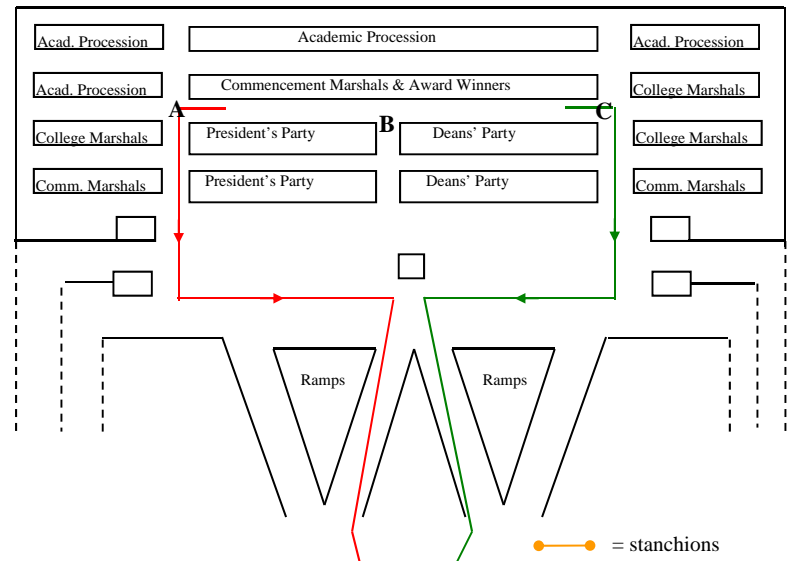 Acad. Procession Academic Procession Acad. Procession
Acad. Procession Commencement Marshals & Award Winners College Marshals
A B C
College Marshals President's Party Deans' Party College Marshals
Comm. Marshals President's Party Deans' Party Comm. Marshals
Ramps Ramps
= stanchions